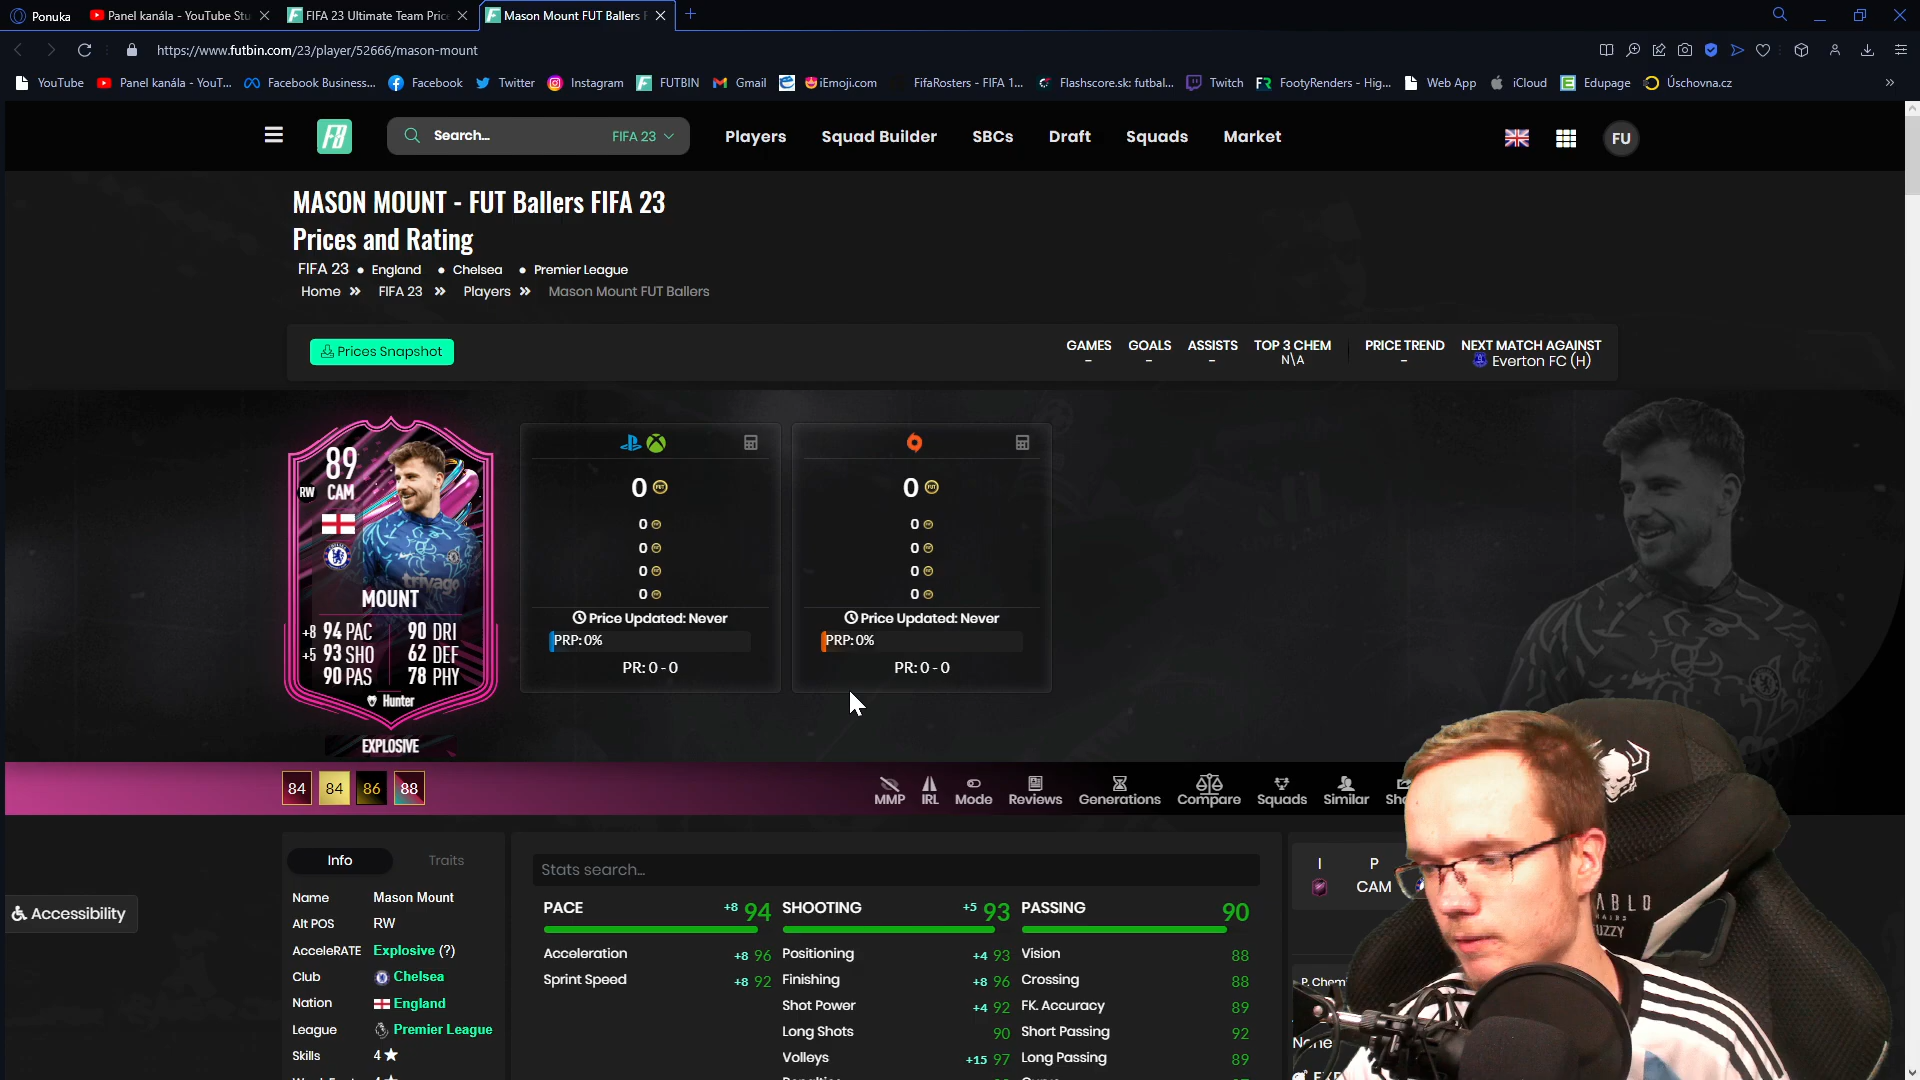 Ponuka
Panel kanála - YouTube Stu
FIFA 23 Ultimate Team Price
Mason Mount FUT Ballers F
https://www.futbin.com/23/player/52666/mason-mount
YouTube
Panel kanála - YouT...
Facebook Business...
Facebook
Twitter
Instagram
FUTBIN
Gmail
iEmoji.com
FifaRosters - FIFA 1...
Flashscore.sk: futbal...
Twitch
FootyRenders - Hig...
Web App
iCloud
Edupage
Úschovna.cz
Search...
FIFA 23
Players
Squad Builder
SBCs
Draft
Squads
Market
FU
MASON MOUNT - FUT Ballers FIFA 23
Prices and Rating
FIFA 23 • England • Chelsea • Premier League
Home » FIFA 23 » Players » Mason Mount FUT Ballers
Prices Snapshot
GAMES
-
GOALS
-
ASSISTS
-
TOP 3 CHEM
N\A
PRICE TREND
-
NEXT MATCH AGAINST
Everton FC (H)
89
RW CAM
trivago
MOUNT
+8 94 PAC 90 DRI
+5 93 SHO 62 DEF
90 PAS 78 PHY
Hunter
EXPLOSIVE
0
0
0
0
0
Price Updated: Never
PRP: 0%
PR: 0 - 0
0
0
0
0
0
Price Updated: Never
PRP: 0%
PR: 0 - 0
84 84 86 88
MMP
IRL
Mode
Reviews
Generations
Compare
Squads
Similar
Info
Traits
Name Mason Mount
Alt POS RW
AcceleRATE Explosive (?)
Club Chelsea
Nation England
League Premier League
Skills 4★
Accessibility
Stats search...
PACE +8 94
Acceleration +8 96
Sprint Speed +8 92
SHOOTING +5 93
Positioning +4 93
Finishing +8 96
Shot Power +4 92
Long Shots 90
Volleys +15 97
PASSING 90
Vision 88
Crossing 88
FK. Accuracy 89
Short Passing 92
Long Passing 89
I P
CAM
P. Chem
None